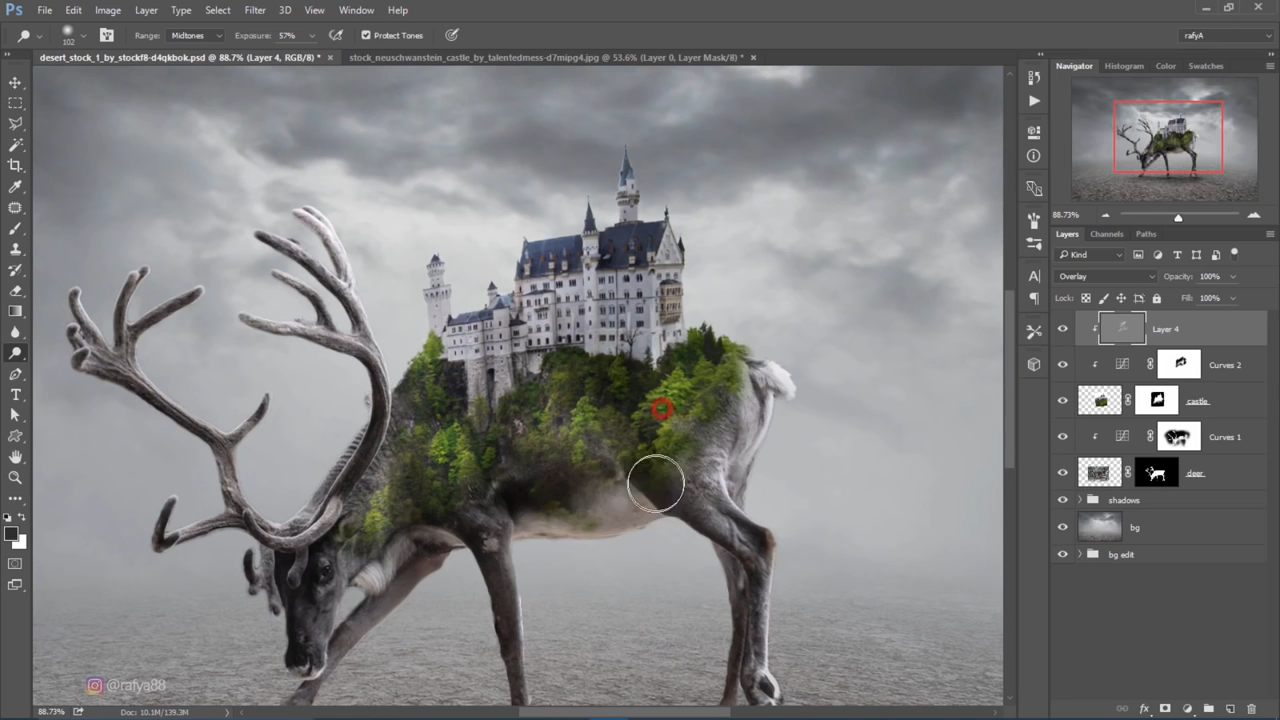 Ps File Edit Image Layer Type Select Filter 3D View Window Help
102 Range: Midtones Exposure: 57% Protect Tones rafyA
desert_stock_1_by_stockf8-d4qkbok.psd @ 88.7% (Layer 4, RGB/8) * × stock_neuschwanstein_castle_by_talentedmess-d7mipg4.jpg @ 53.6% (Layer 0, Layer Mask/8) * ×
Navigator Histogram Color Swatches
88.73%
Layers Channels Paths
Kind
Overlay Opacity: 100%
Lock: Fill: 100%
Layer 4
Curves 2
castle
Curves 1
deer
shadows
bg
bg edit
@rafya88
88.73% Doc: 10.1M/139.3M
fx